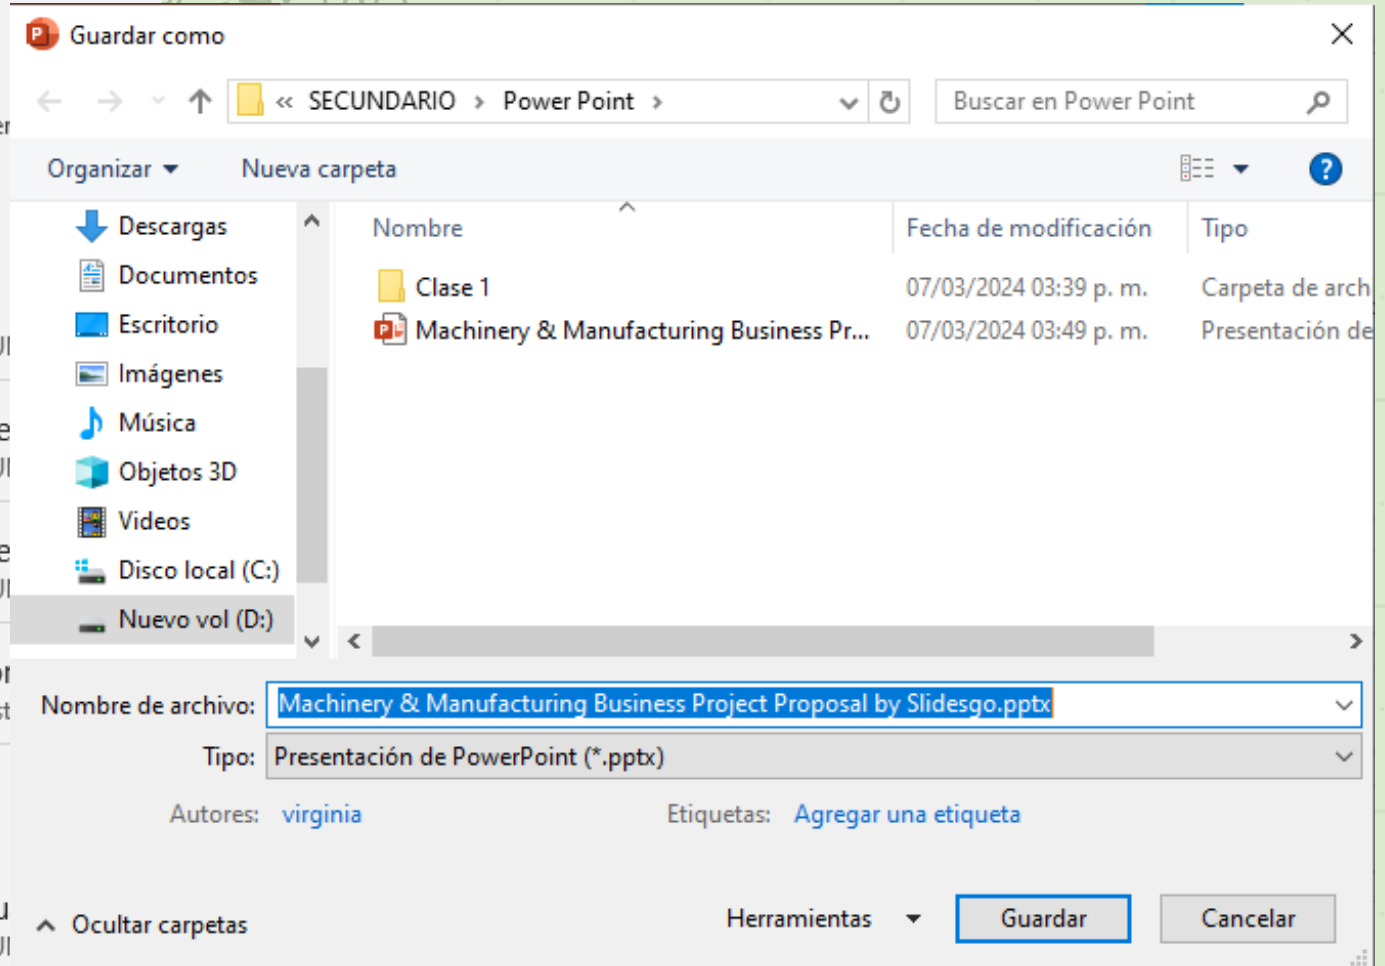 Guardar como
« SECUNDARIO > Power Point >
Buscar en Power Point
Organizar
Nueva carpeta
Nombre
Fecha de modificación
Tipo
Descargas
Documentos
Escritorio
Imágenes
Música
Objetos 3D
Videos
Disco local (C:)
Nuevo vol (D:)
Clase 1 07/03/2024 03:39 p. m. Carpeta de arch
Machinery & Manufacturing Business Pr... 07/03/2024 03:49 p. m. Presentación de
Nombre de archivo: Machinery & Manufacturing Business Project Proposal by Slidesgo.pptx
Tipo: Presentación de PowerPoint (*.pptx)
Autores: virginia
Etiquetas: Agregar una etiqueta
Ocultar carpetas
Herramientas
Guardar
Cancelar